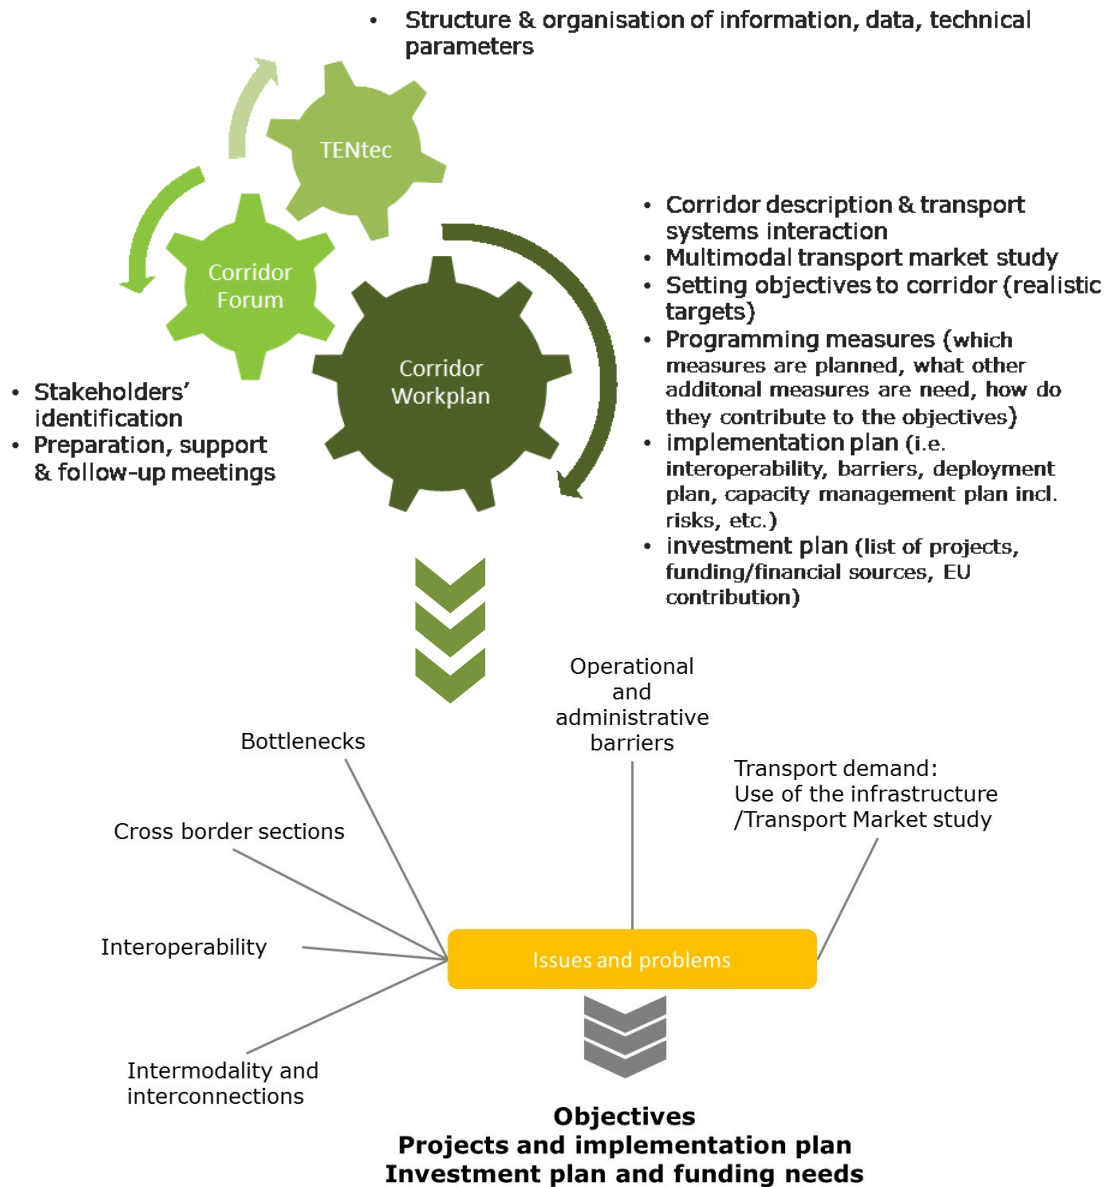 • Structure & organisation of information, data, technical
parameters
TENtec
Corridor
Forum
Corridor
Workplan
• Stakeholders’
identification
• Preparation, support
& follow-up meetings
• Corridor description & transport
systems interaction
• Multimodal transport market study
• Setting objectives to corridor (realistic
targets)
• Programming measures (which
measures are planned, what other
additonal measures are need, how do
they contribute to the objectives)
• implementation plan (i.e.
interoperability, barriers, deployment
plan, capacity management plan incl.
risks, etc.)
• investment plan (list of projects,
funding/financial sources, EU
contribution)
Operational
and
administrative
barriers
Bottlenecks
Transport demand:
Use of the infrastructure
/Transport Market study
Cross border sections
Interoperability
Issues and problems
Intermodality and
interconnections
Objectives
Projects and implementation plan
Investment plan and funding needs